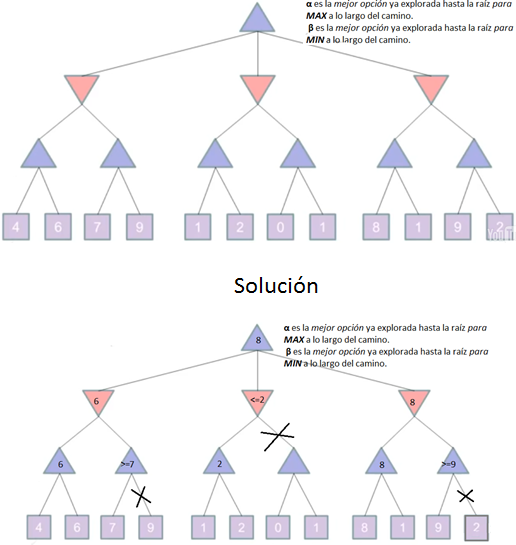 α es la mejor opción ya explorada hasta la raíz para
MAX a lo largo del camino.
β es la mejor opción ya explorada hasta la raíz para
MIN a lo largo del camino.
4 6 7 9 1 2 0 1 8 1 9 2
You
Solución
α es la mejor opción ya explorada hasta la raíz para
MAX a lo largo del camino.
β es la mejor opción ya explorada hasta la raíz para
MIN a lo largo del camino.
8
6 <=2 8
6 >=7 2 8 >=9
4 6 7 9 1 2 0 1 8 1 9 2